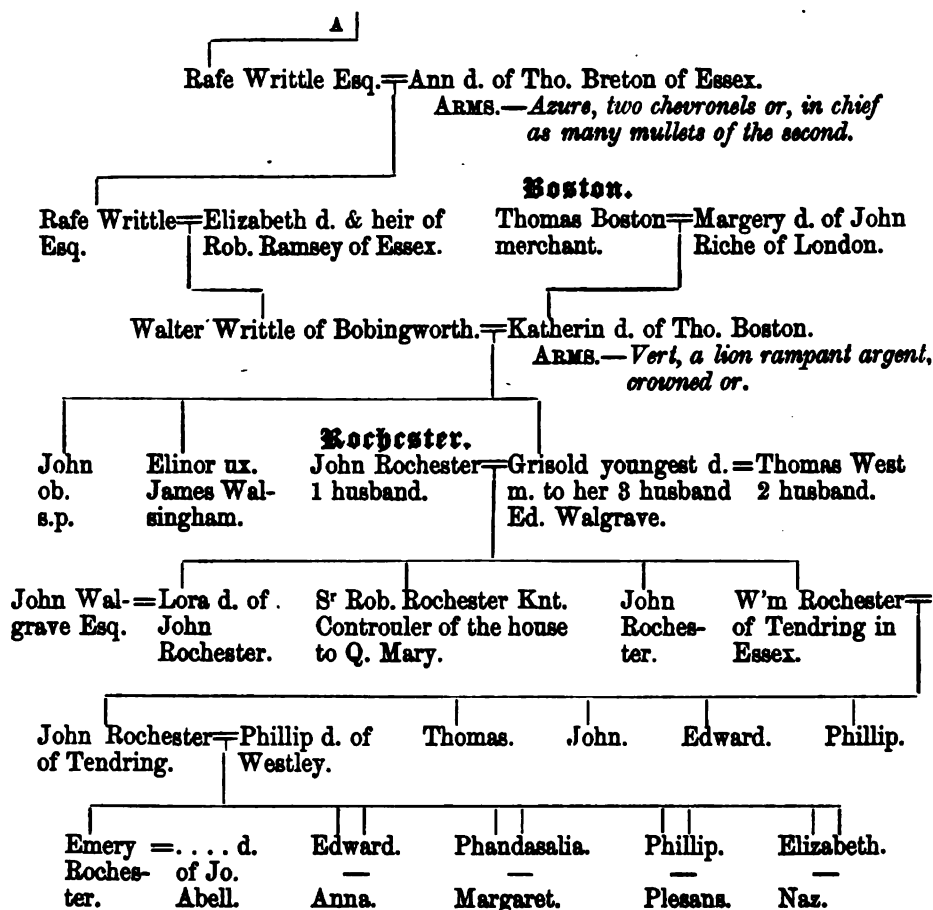 A
Rafe Writtle Esq.=Ann d. of Tho. Breton of Essex.
ARMS.—Azure, two chevronels or, in chief
as many mullets of the second.
Boston.
Rafe Writtle=Elizabeth d. & heir of
Esq. Rob. Ramsey of Essex.
Thomas Boston=Margery d. of John
merchant. Riche of London.
Walter Writtle of Bobingworth.=Katherin d. of Tho. Boston.
ARMS.—Vert, a lion rampant argent,
crowned or.
John
ob.
s.p.
Elinor ux.
James Wal-
singham.
Rochester.
John Rochester=Grisold youngest d.=Thomas West
1 husband. m. to her 3 husband 2 husband.
Ed. Walgrave.
John Wal-=Lora d. of
grave Esq. John
Rochester.
Sr Rob. Rochester Knt.
Controuler of the house
to Q. Mary.
John
Roches-
ter.
W'm Rochester=
of Tendring in
Essex.
John Rochester=Phillip d. of
of Tendring. Westley.
Thomas.
John.
Edward.
Phillip.
Emery =.... d.
Roches- of Jo.
ter. Abell.
Edward.
—
Anna.
Phandasalia.
—
Margaret.
Phillip.
—
Plesans.
Elizabeth.
—
Naz.